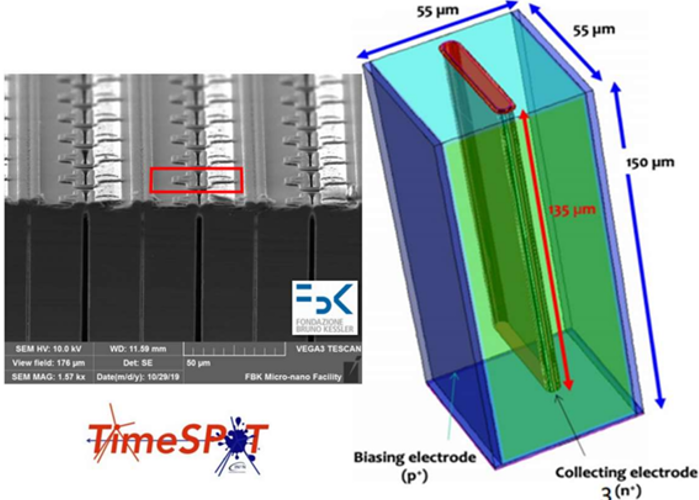 SEM HV: 10.0 kV WD: 11.59 mm VEGA3 TESCAN
View field: 176 µm Det: SE 50 µm
SEM MAG: 1.57 kx Date(m/d/y): 10/29/19 FBK Micro-nano Facility
FBK
FONDAZIONE
BRUNO KESSLER
TimeSPOT
55 µm
55 µm
150 µm
135 µm
Biasing electrode
(p⁺)
Collecting electrode
3 (n⁺)